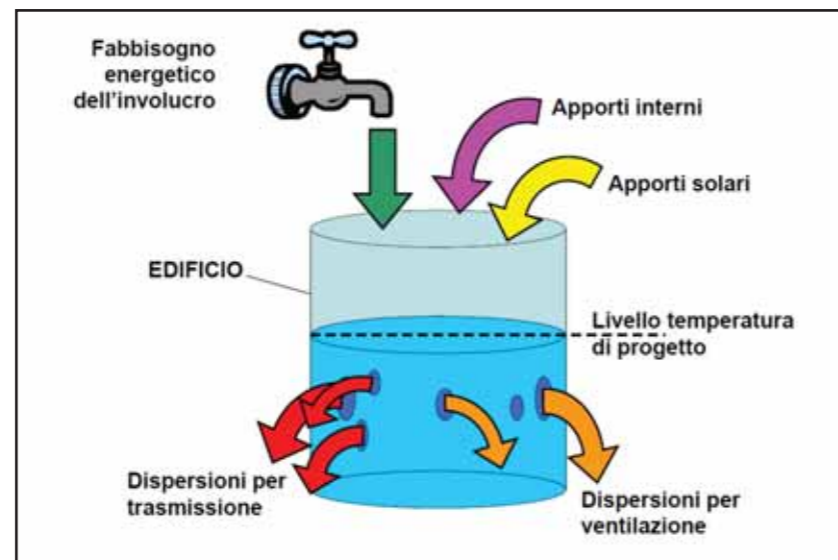 Fabbisogno
energetico
dell'involucro
Apporti interni
Apporti solari
EDIFICIO
Livello temperatura
di progetto
Dispersioni per
trasmissione
Dispersioni per
ventilazione